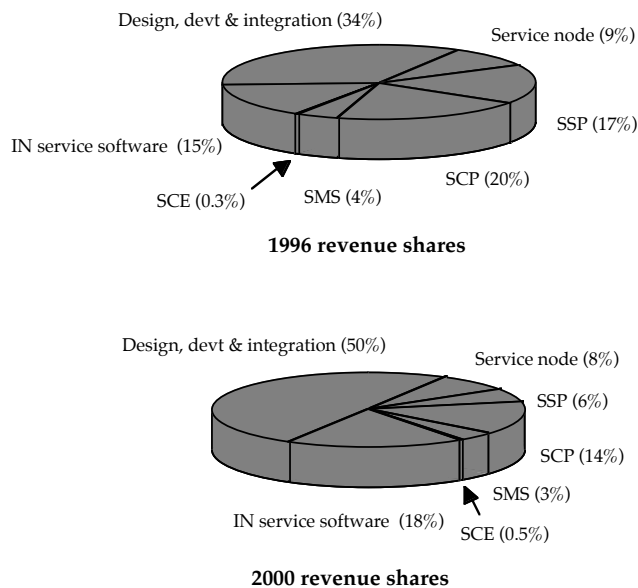 Design, devt & integration (34%)
Service node (9%)
SSP (17%)
IN service software (15%)
SCP (20%)
SCE (0.3%)
SMS (4%)
1996 revenue shares
Design, devt & integration (50%)
Service node (8%)
SSP (6%)
SCP (14%)
SMS (3%)
IN service software (18%)
SCE (0.5%)
2000 revenue shares